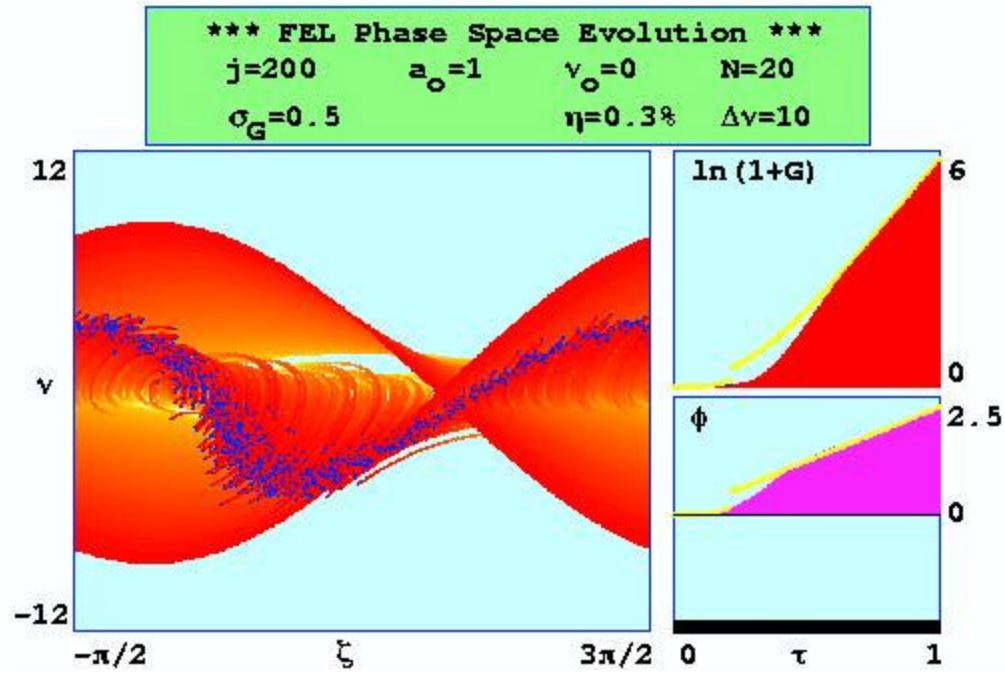 *** FEL Phase Space Evolution ***
j=200 a₀=1 ν₀=0 N=20
σ_G=0.5 η=0.3% Δν=10
12
ν
-12
-π/2 ζ 3π/2
ln(1+G)
6
0
ϕ
2.5
0
0 τ 1